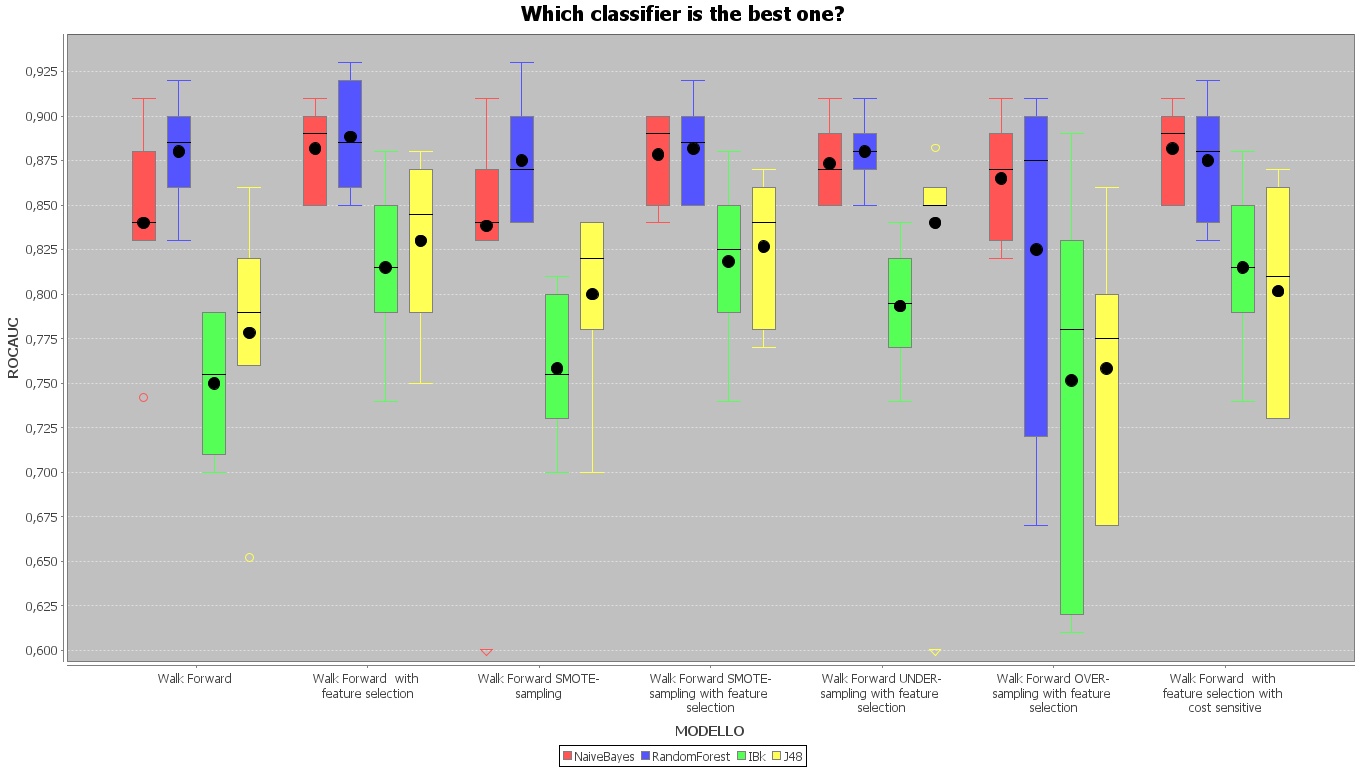 Which classifier is the best one?
ROCAUC
0,925
0,900
0,875
0,850
0,825
0,800
0,775
0,750
0,725
0,700
0,675
0,650
0,625
0,600
Walk Forward
Walk Forward with
feature selection
Walk Forward SMOTE-
sampling
Walk Forward SMOTE-
sampling with feature
selection
Walk Forward UNDER-
sampling with feature
selection
Walk Forward OVER-
sampling with feature
selection
Walk Forward with
feature selection with
cost sensitive
MODELLO
NaiveBayes RandomForest IBk J48